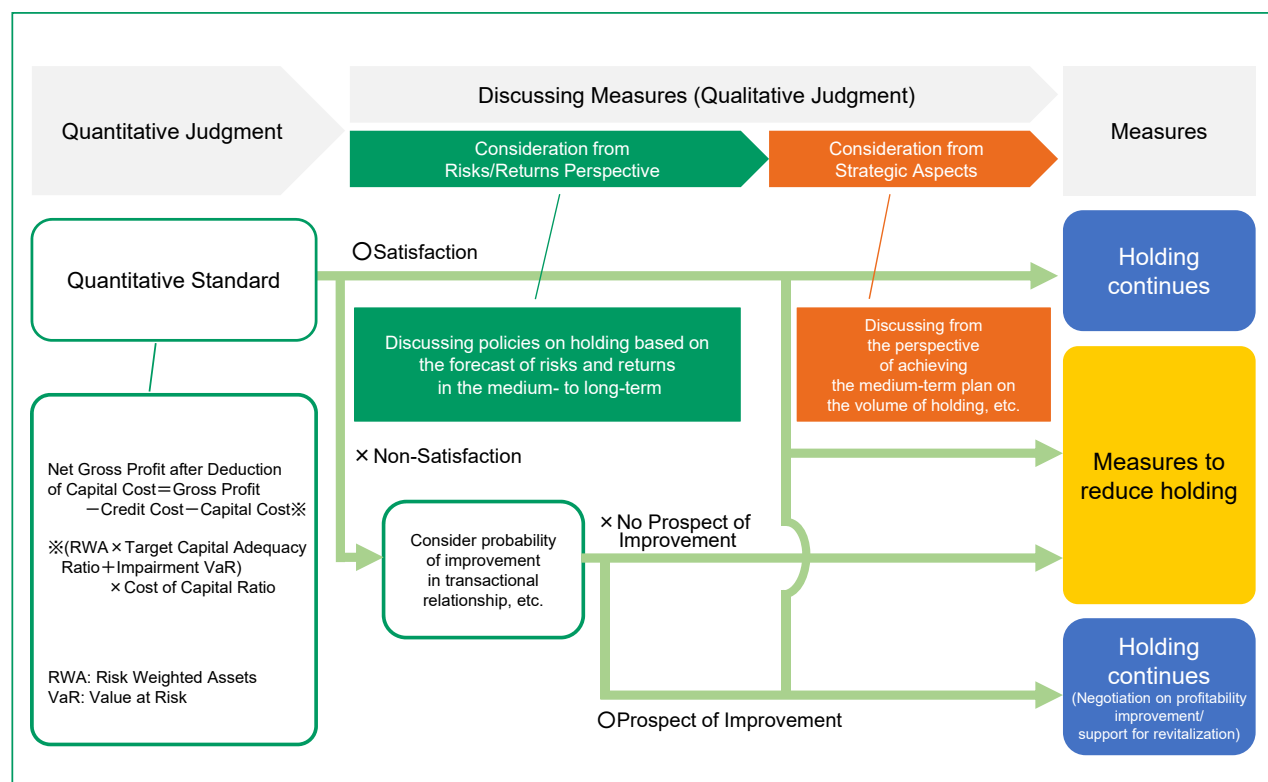 Quantitative Judgment
Discussing Measures (Qualitative Judgment)
Consideration from
Risks/Returns Perspective
Consideration from
Strategic Aspects
Measures
Quantitative Standard
〇Satisfaction
Holding
continues
Discussing policies on holding based on
the forecast of risks and returns
in the medium- to long-term
Discussing from
the perspective
of achieving
the medium-term plan on
the volume of holding, etc.
Net Gross Profit after Deduction
of Capital Cost＝Gross Profit
－Credit Cost－Capital Cost※
※(RWA×Target Capital Adequacy
Ratio＋Impairment VaR)
×Cost of Capital Ratio
RWA: Risk Weighted Assets
VaR: Value at Risk
×Non-Satisfaction
Consider probability
of improvement
in transactional
relationship, etc.
×No Prospect of
Improvement
Measures to
reduce holding
〇Prospect of Improvement
Holding
continues
(Negotiation on profitability
improvement/
support for revitalization)